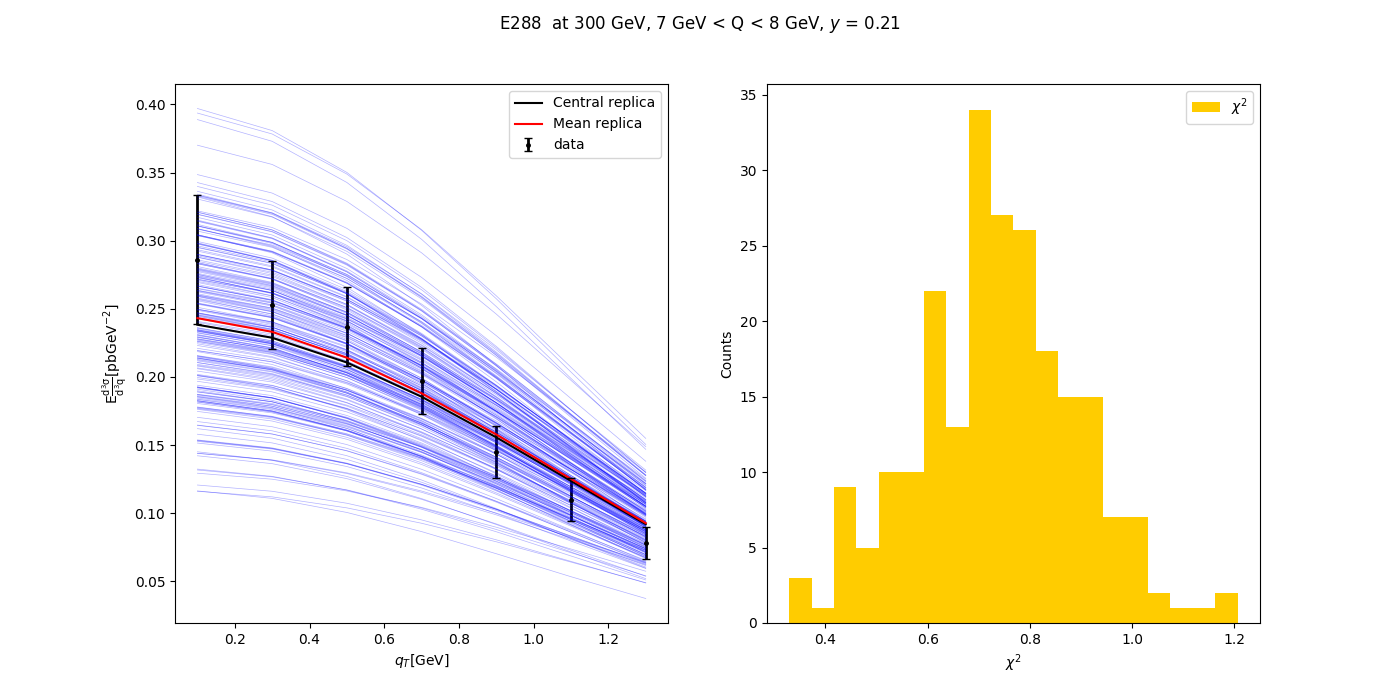 E288 at 300 GeV, 7 GeV < Q < 8 GeV, y = 0.21
0.40
0.35
0.30
0.25
0.20
0.15
0.10
0.05
E d³σ/d³q [pbGeV⁻²]
Central replica
Mean replica
data
0.2 0.4 0.6 0.8 1.0 1.2
q_T[GeV]
35
30
25
20
15
10
5
0
Counts
χ²
0.4 0.6 0.8 1.0 1.2
χ²